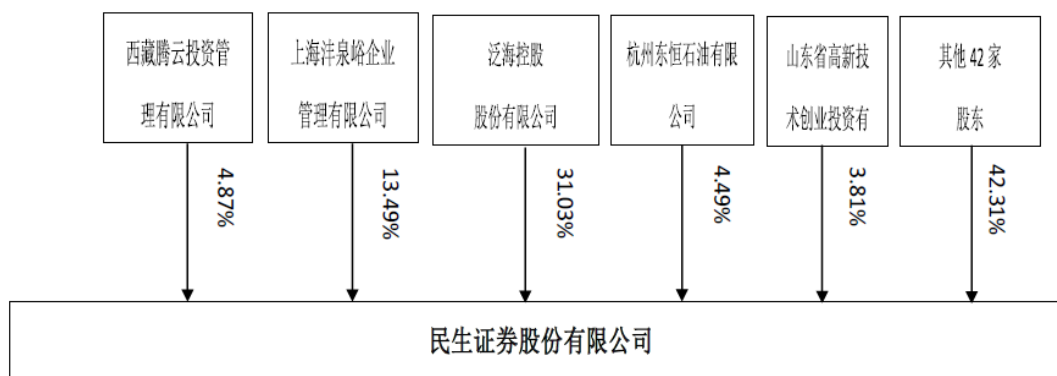 西藏腾云投资管
理有限公司
上海沣泉峪企业
管理有限公司
泛海控股
股份有限公司
杭州东恒石油有限
公司
山东省高新技
术创业投资有
其他 42 家
股东
4.87%
13.49%
31.03%
4.49%
3.81%
42.31%
民生证券股份有限公司